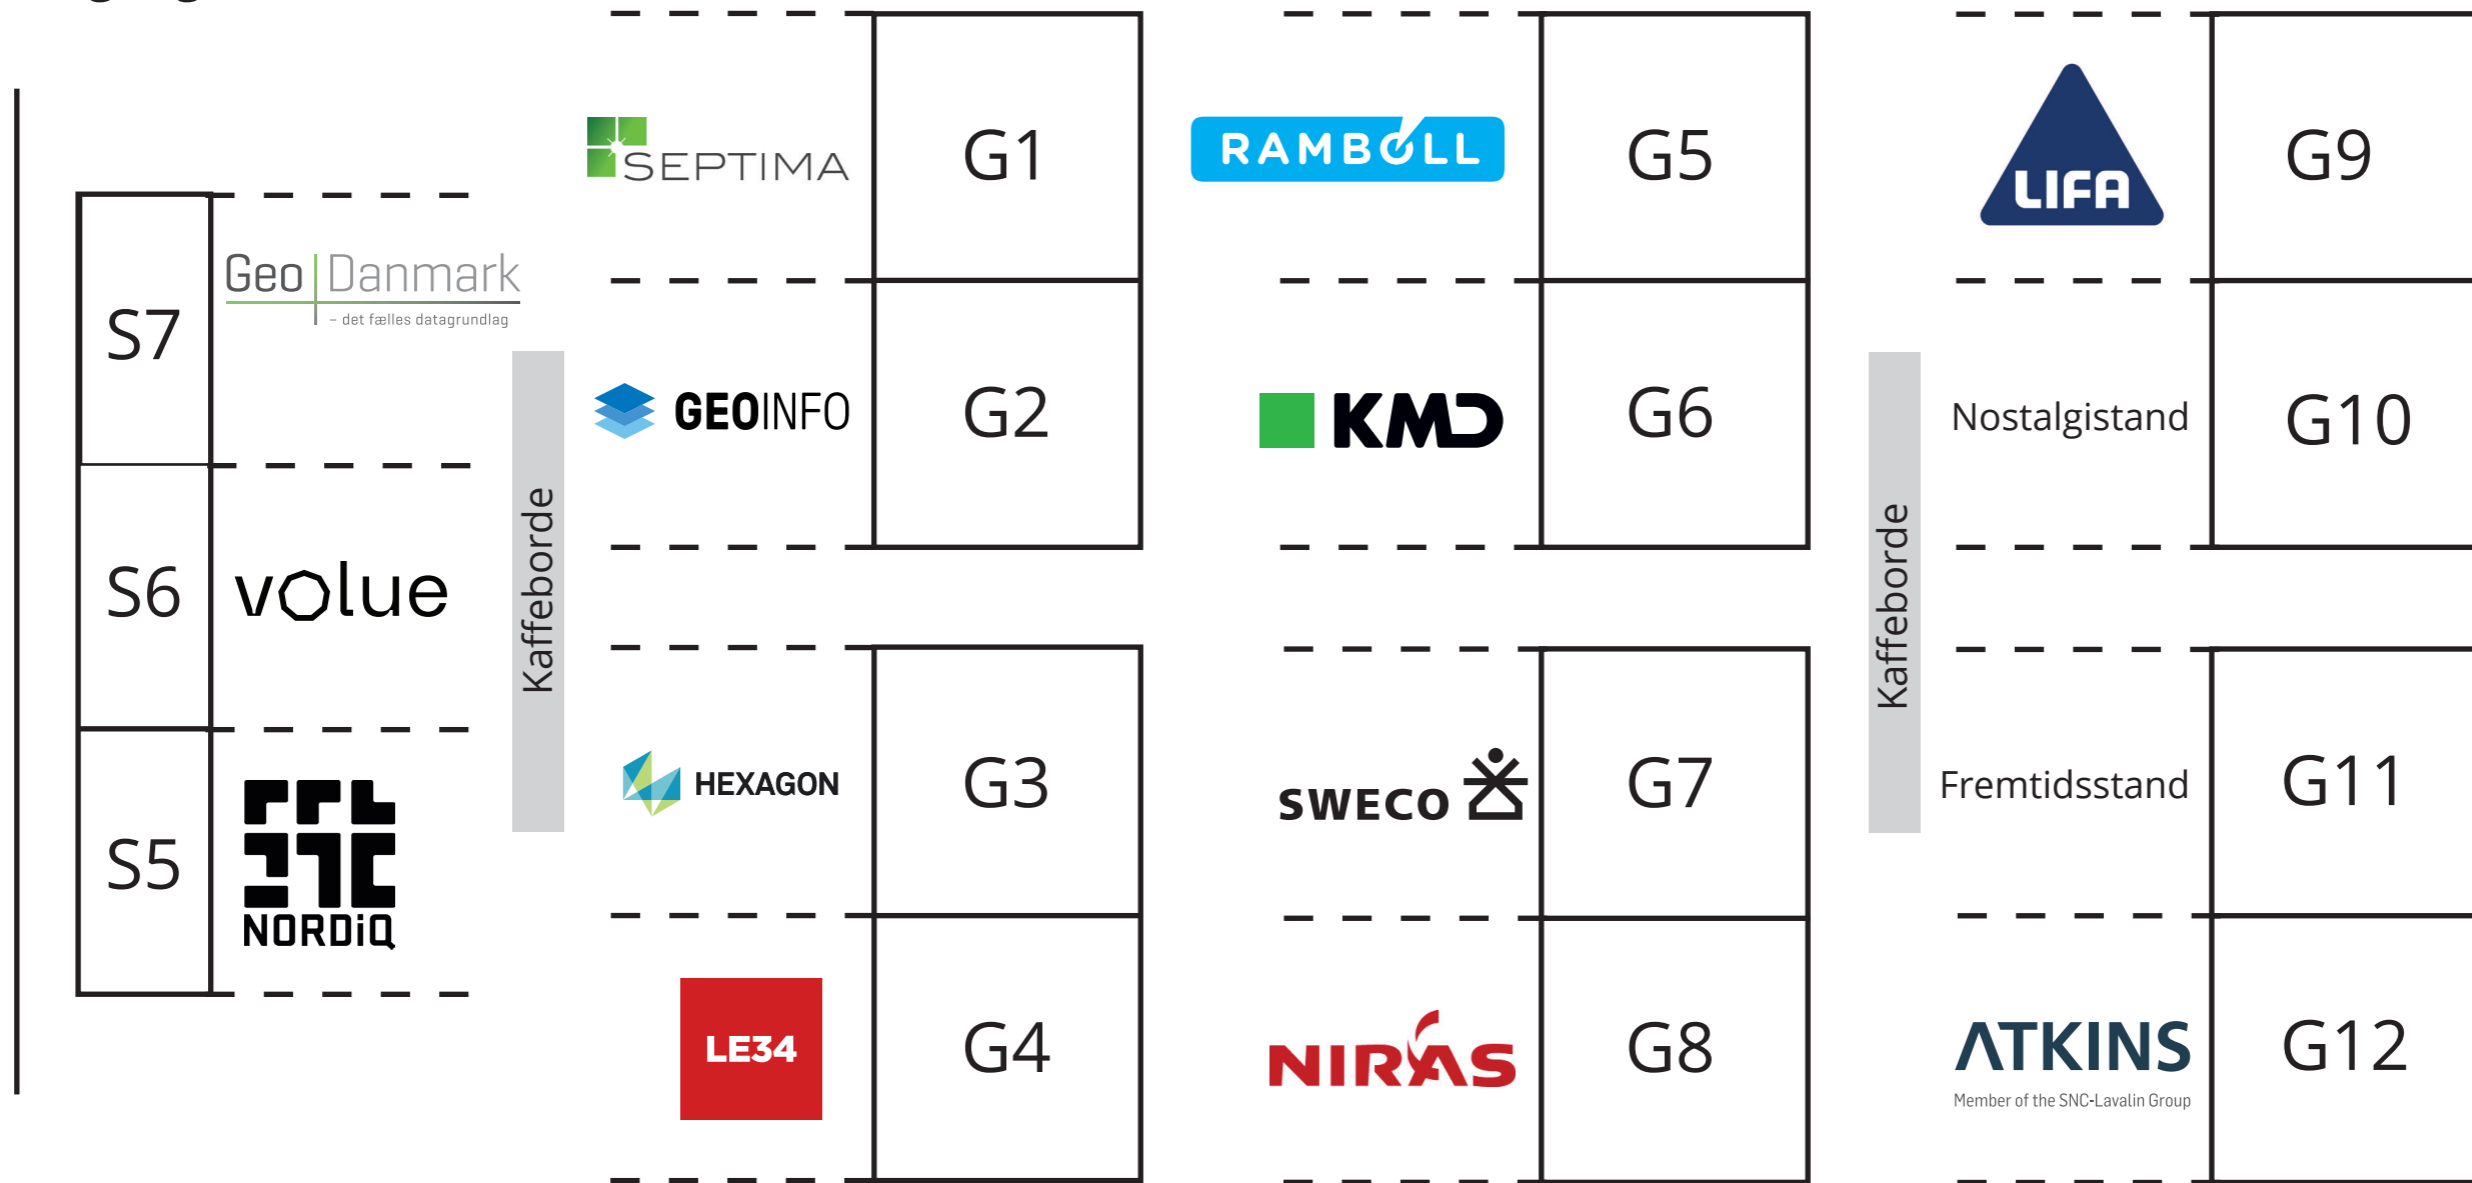 S7
Geo Danmark
– det fælles datagrundlag
S6
volue
S5
NORDiQ
Kaffeborde
SEPTIMA
G1
GEOINFO
G2
HEXAGON
G3
LE34
G4
RAMBOLL
G5
KMD
G6
SWECO
G7
NIRAS
G8
Kaffeborde
LIFA
G9
Nostalgistand
G10
Fremtidsstand
G11
ATKINS
Member of the SNC-Lavalin Group
G12